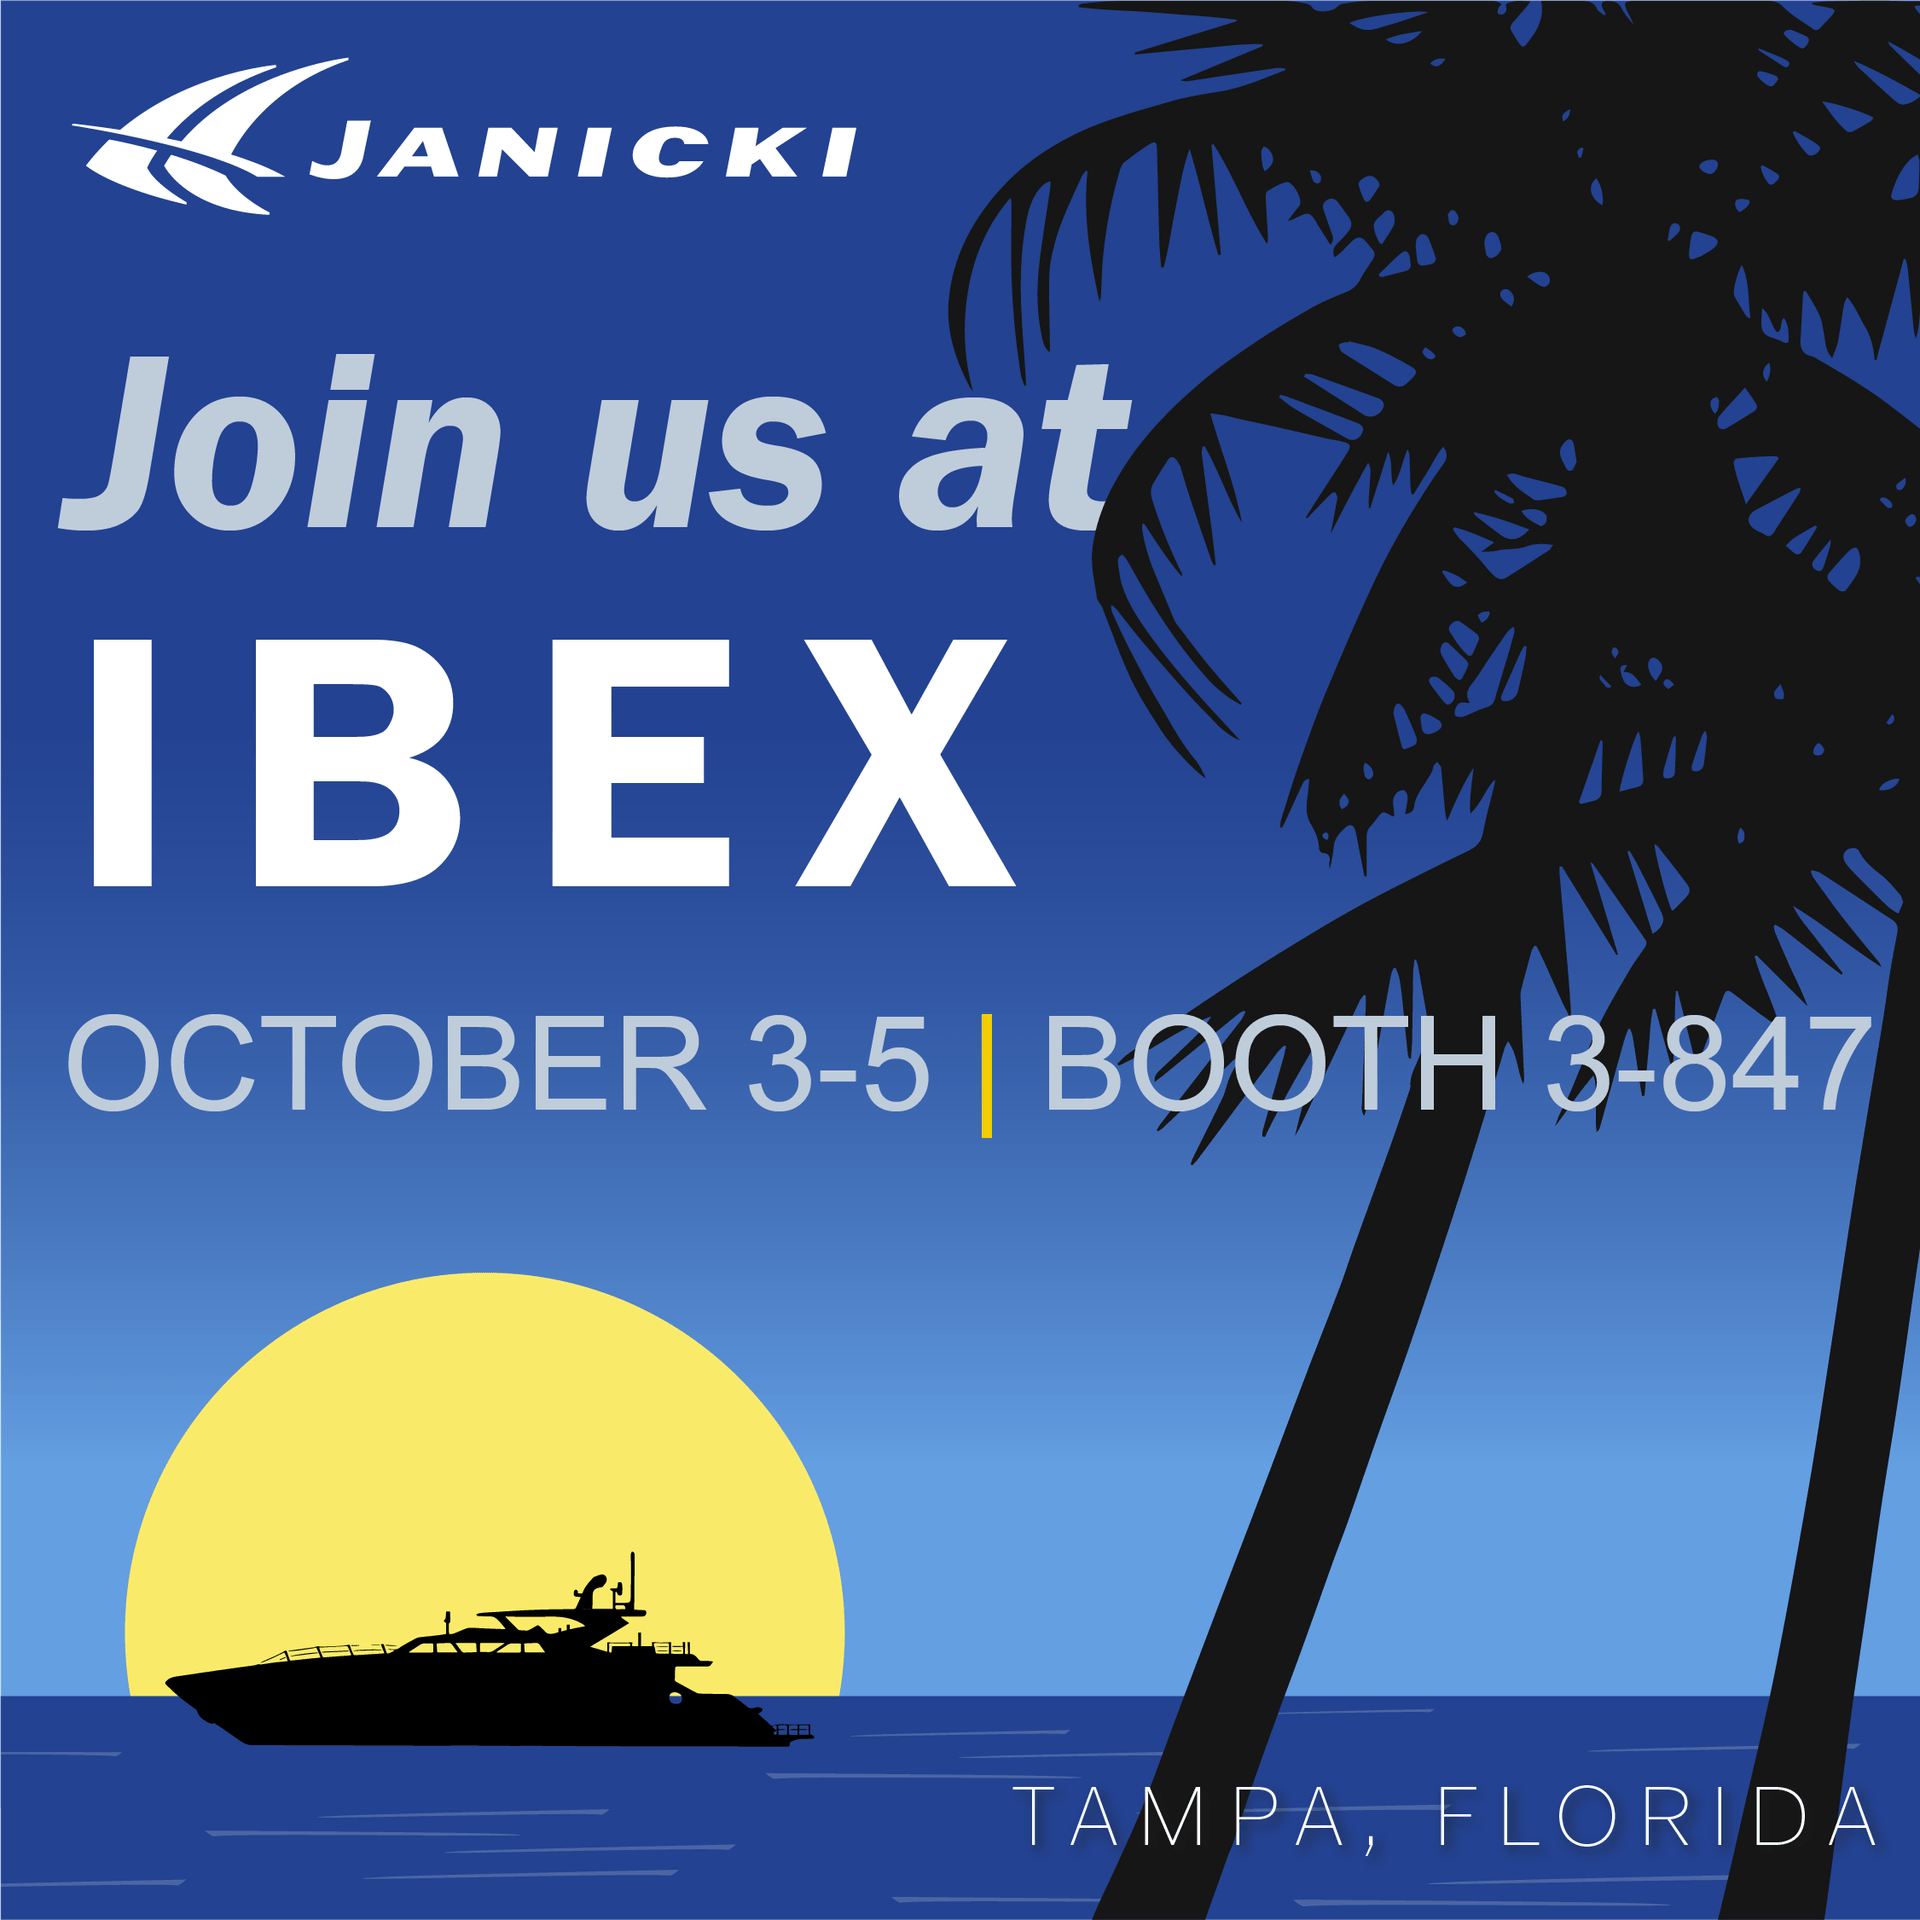 JANICKI
Join us at
IBEX
OCTOBER 3-5 | BOOTH 3-847
TAMPA, FLORIDA